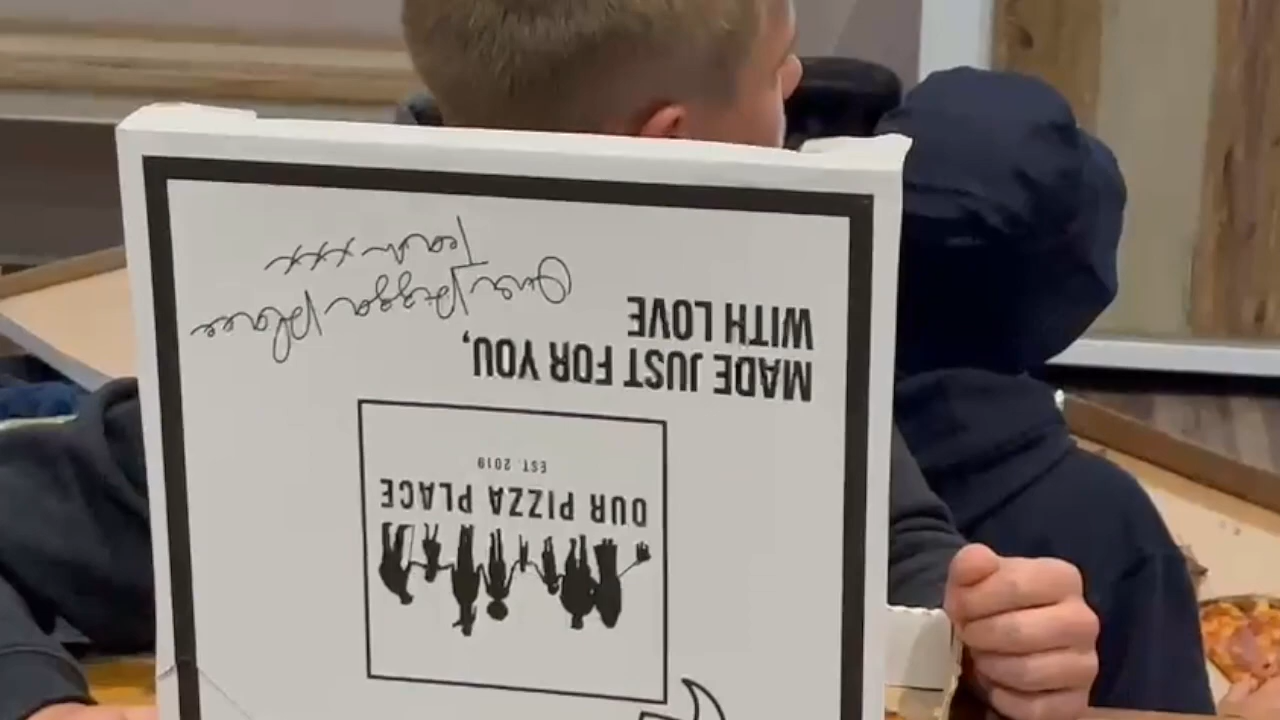 OUR PIZZA PLACE
EST. 2019
MADE JUST FOR YOU,
WITH LOVE
Our Pizza Place
Team xxx